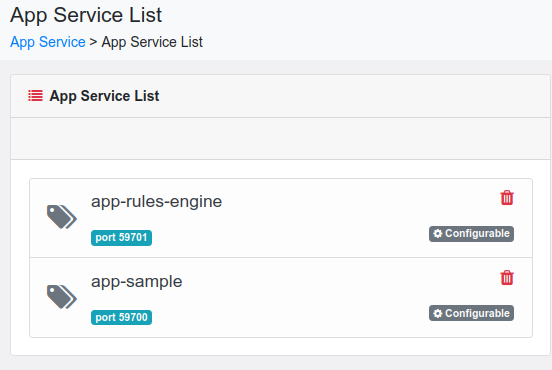 App Service List
App Service > App Service List
App Service List
app-rules-engine
port 59701
Configurable
app-sample
port 59700
Configurable